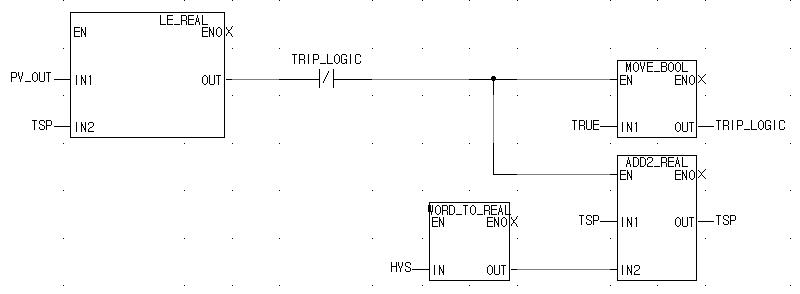 LE_REAL
EN ENO
PV_OUT IN1 OUT
TSP IN2
TRIP_LOGIC
MOVE_BOOL
EN ENO
TRUE IN1 OUT TRIP_LOGIC
ADD2_REAL
EN ENO
TSP IN1 OUT TSP
IN2
WORD_TO_REAL
EN ENO
HYS IN OUT